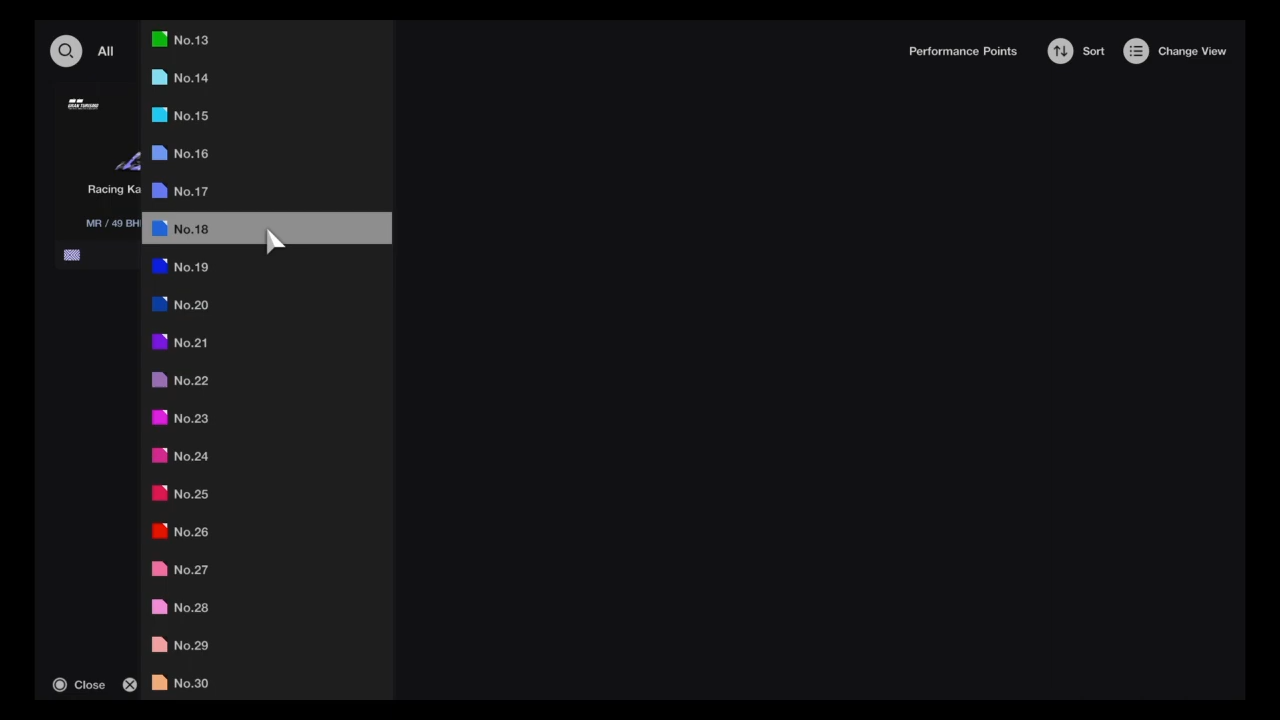 All
Performance Points
Sort
Change View
GRAN TURISMO
Racing Ka
MR / 49 BH
No.13
No.14
No.15
No.16
No.17
No.18
No.19
No.20
No.21
No.22
No.23
No.24
No.25
No.26
No.27
No.28
No.29
No.30
Close